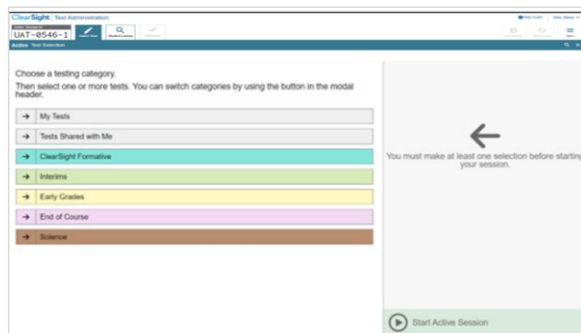 ClearSight | Test Administration
UAT-0546-1
Active Test Selection
Choose a testing category.
Then select one or more tests. You can switch categories by using the button in the modal
header.
My Tests
Tests Shared with Me
ClearSight Formative
Interims
Early Grades
End of Course
Science
You must make at least one selection before starting
your session.
Start Active Session